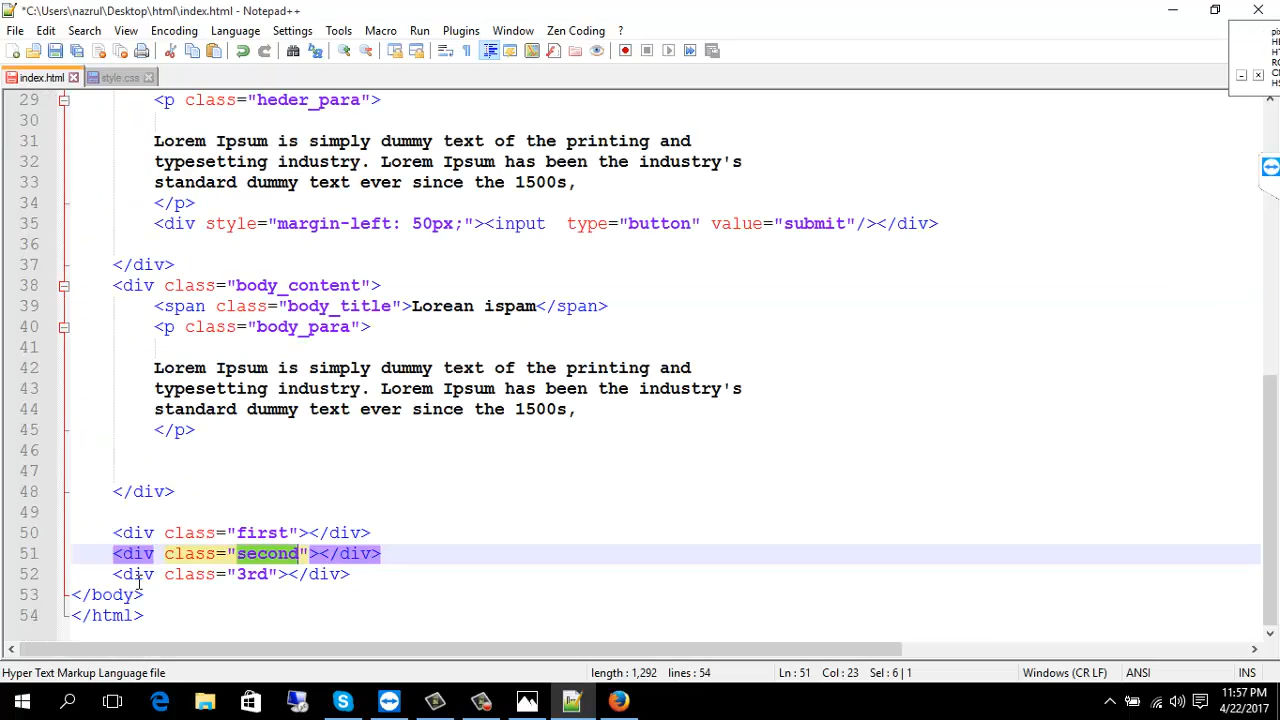 *C:\Users\nazrul\Desktop\html\index.html - Notepad++
File Edit Search View Encoding Language Settings Tools Macro Run Plugins Window Zen Coding ?
index.html style.css
29 <p class="heder_para">
30
31 Lorem Ipsum is simply dummy text of the printing and
32 typesetting industry. Lorem Ipsum has been the industry's
33 standard dummy text ever since the 1500s,
34 </p>
35 <div style="margin-left: 50px;"><input  type="button" value="submit"/></div>
36
37 </div>
38 <div class="body_content">
39 <span class="body_title">Lorean ispam</span>
40 <p class="body_para">
41
42 Lorem Ipsum is simply dummy text of the printing and
43 typesetting industry. Lorem Ipsum has been the industry's
44 standard dummy text ever since the 1500s,
45 </p>
46
47
48 </div>
49
50 <div class="first"></div>
51 <div class="second"></div>
52 <div class="3rd"></div>
53 </body>
54 </html>
Hyper Text Markup Language file length : 1,292 lines : 54 Ln : 51 Col : 23 Sel : 6 | 1 Windows (CR LF) ANSI INS
11:57 PM
4/22/2017